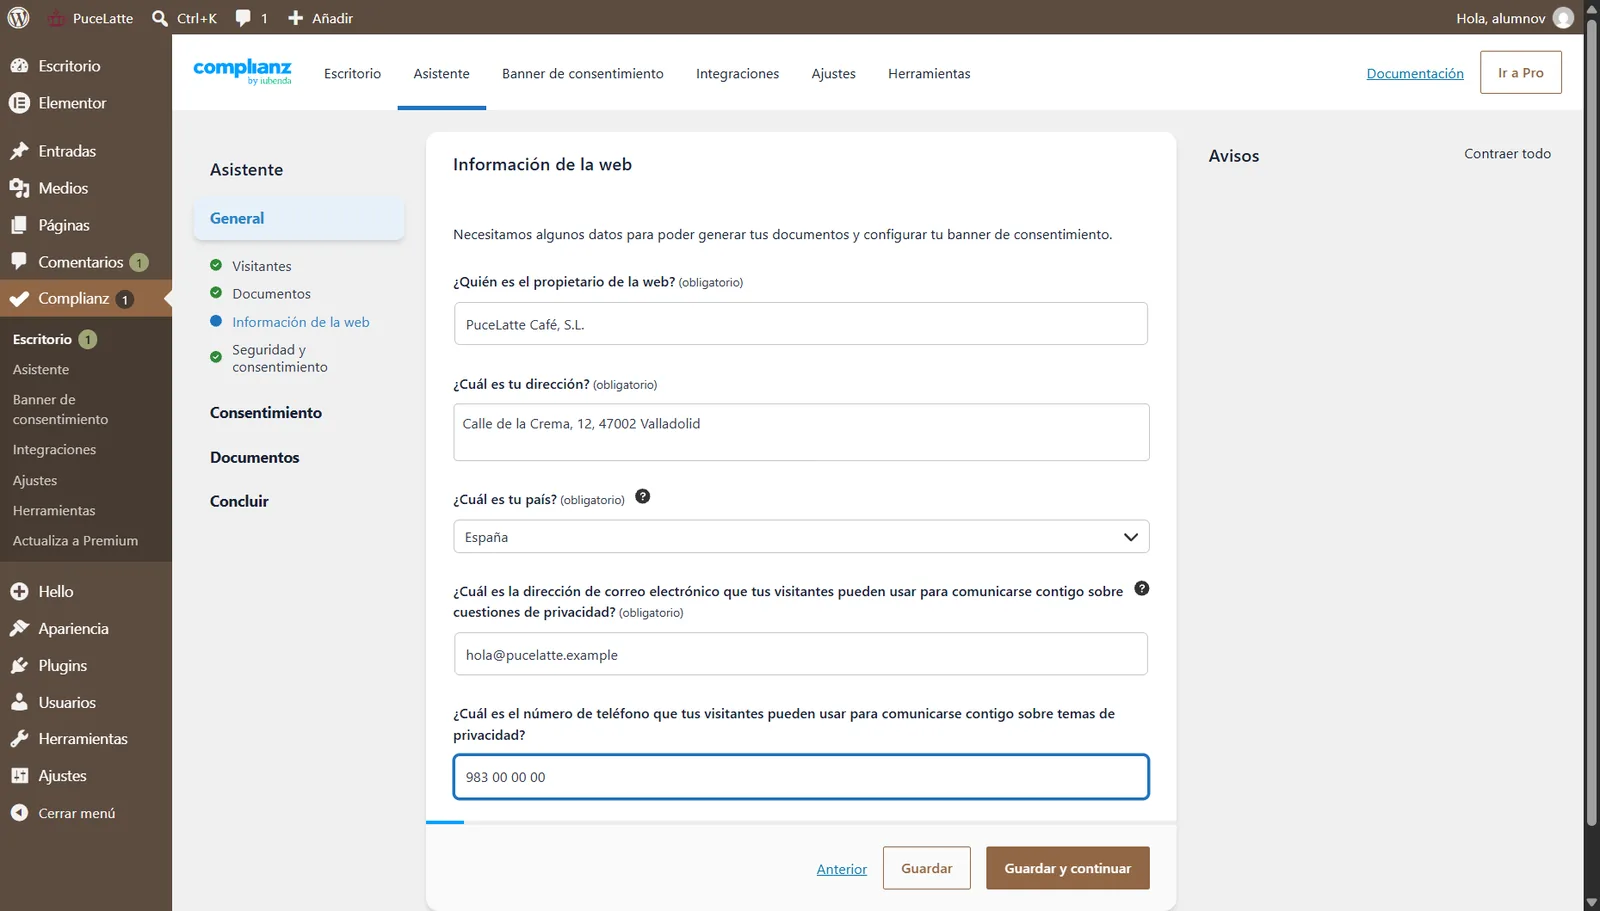 PuceLatte
Ctrl+K
1
Añadir
Hola, alumnov
Escritorio
Elementor
Entradas
Medios
Páginas
Comentarios 1
Complianz 1
Escritorio 1
Asistente
Banner de
consentimiento
Integraciones
Ajustes
Herramientas
Actualiza a Premium
Hello
Apariencia
Plugins
Usuarios
Herramientas
Ajustes
Cerrar menú
complianz
by iubenda
Escritorio
Asistente
Banner de consentimiento
Integraciones
Ajustes
Herramientas
Documentación
Ir a Pro
Asistente
General
Visitantes
Documentos
Información de la web
Seguridad y
consentimiento
Consentimiento
Documentos
Concluir
Información de la web
Necesitamos algunos datos para poder generar tus documentos y configurar tu banner de consentimiento.
¿Quién es el propietario de la web? (obligatorio)
PuceLatte Café, S.L.
¿Cuál es tu dirección? (obligatorio)
Calle de la Crema, 12, 47002 Valladolid
¿Cuál es tu país? (obligatorio) ?
España
¿Cuál es la dirección de correo electrónico que tus visitantes pueden usar para comunicarse contigo sobre ?
cuestiones de privacidad? (obligatorio)
hola@pucelatte.example
¿Cuál es el número de teléfono que tus visitantes pueden usar para comunicarse contigo sobre temas de
privacidad?
983 00 00 00
Anterior
Guardar
Guardar y continuar
Avisos
Contraer todo